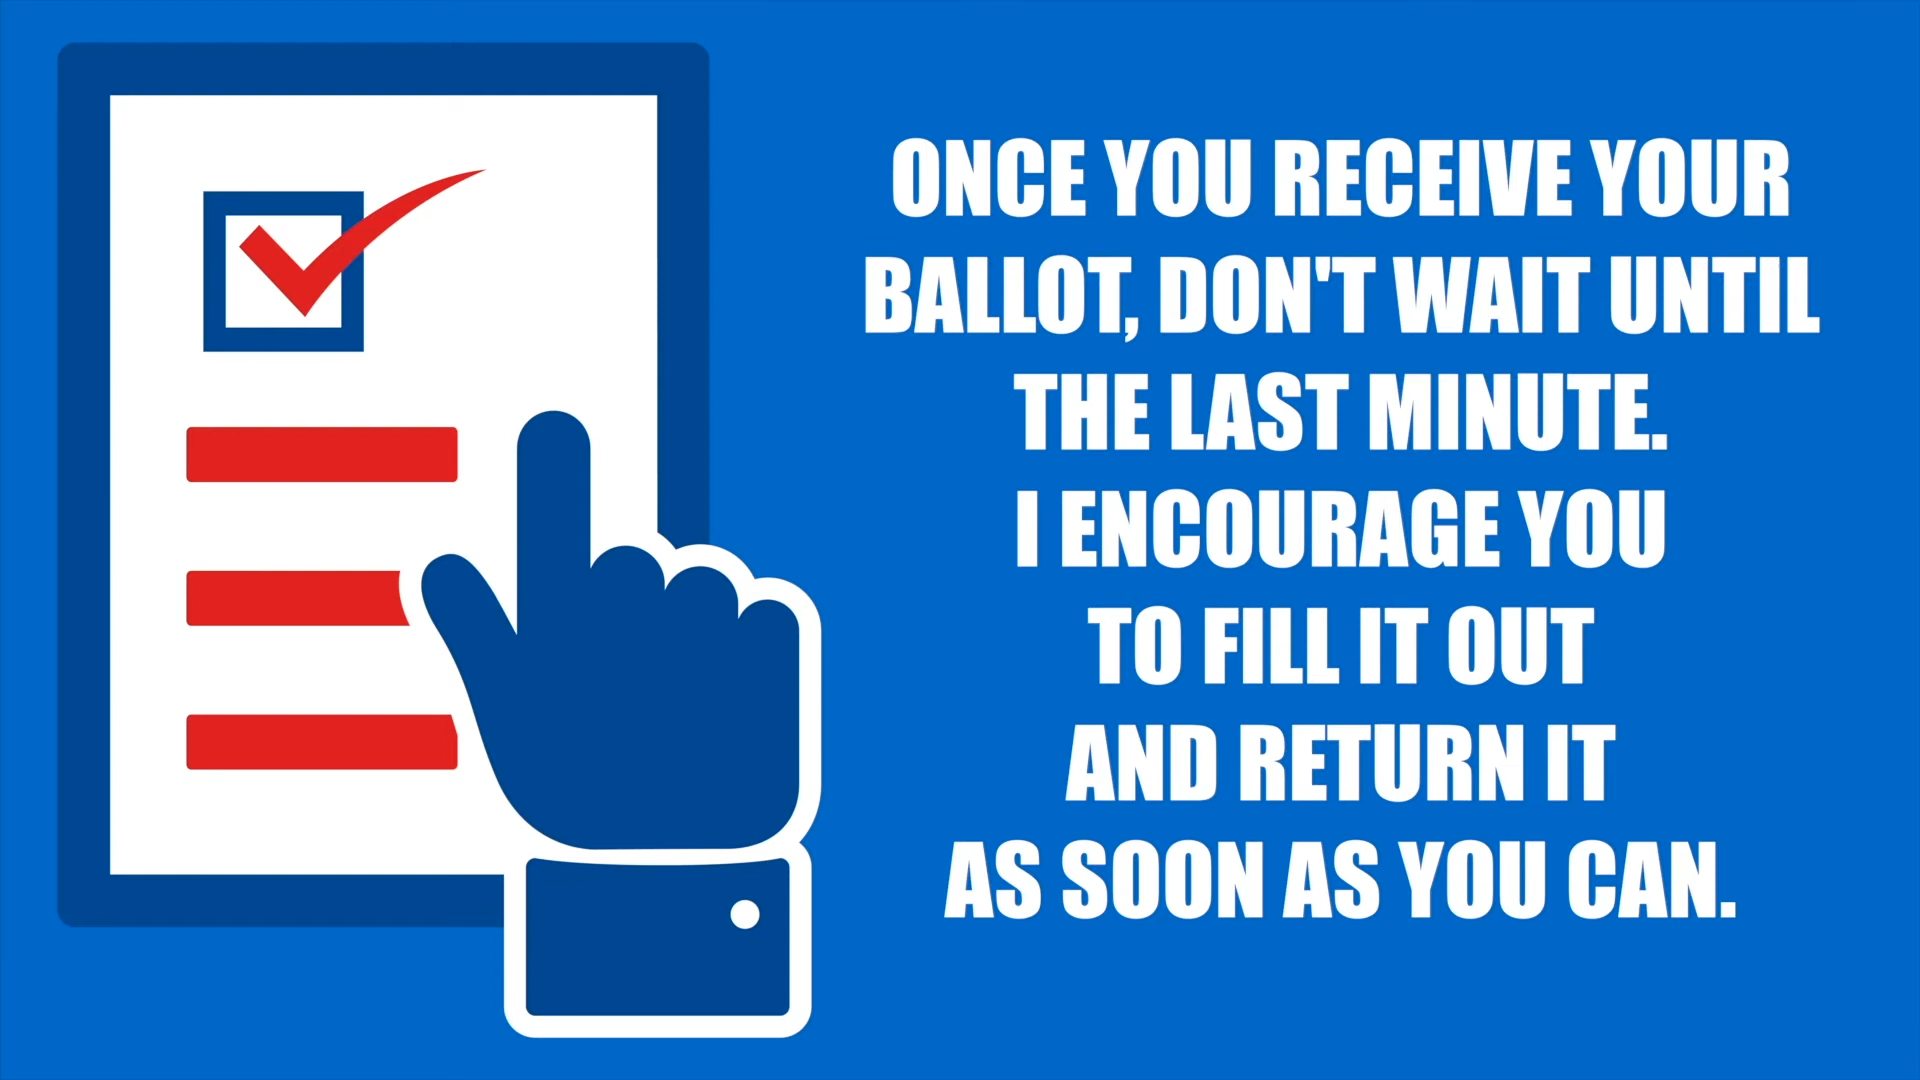 ONCE YOU RECEIVE YOUR
BALLOT, DON'T WAIT UNTIL
THE LAST MINUTE.
I ENCOURAGE YOU
TO FILL IT OUT
AND RETURN IT
AS SOON AS YOU CAN.